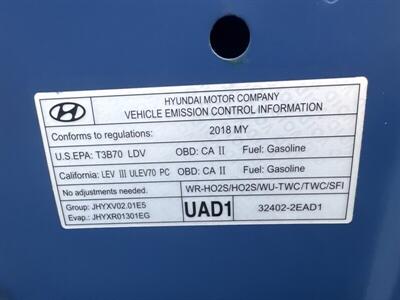 HYUNDAI MOTOR COMPANY
VEHICLE EMISSION CONTROL INFORMATION
Conforms to regulations: 2018 MY
U.S.EPA: T3B70 LDV OBD: CA II Fuel: Gasoline
California: LEV III ULEV70 PC OBD: CA II Fuel: Gasoline
No adjustments needed. WR-HO2S/HO2S/WU-TWC/TWC/SFI
Group: JHYXV02.01E5
Evap.: JHYXR01301EG
UAD1 32402-2EAD1